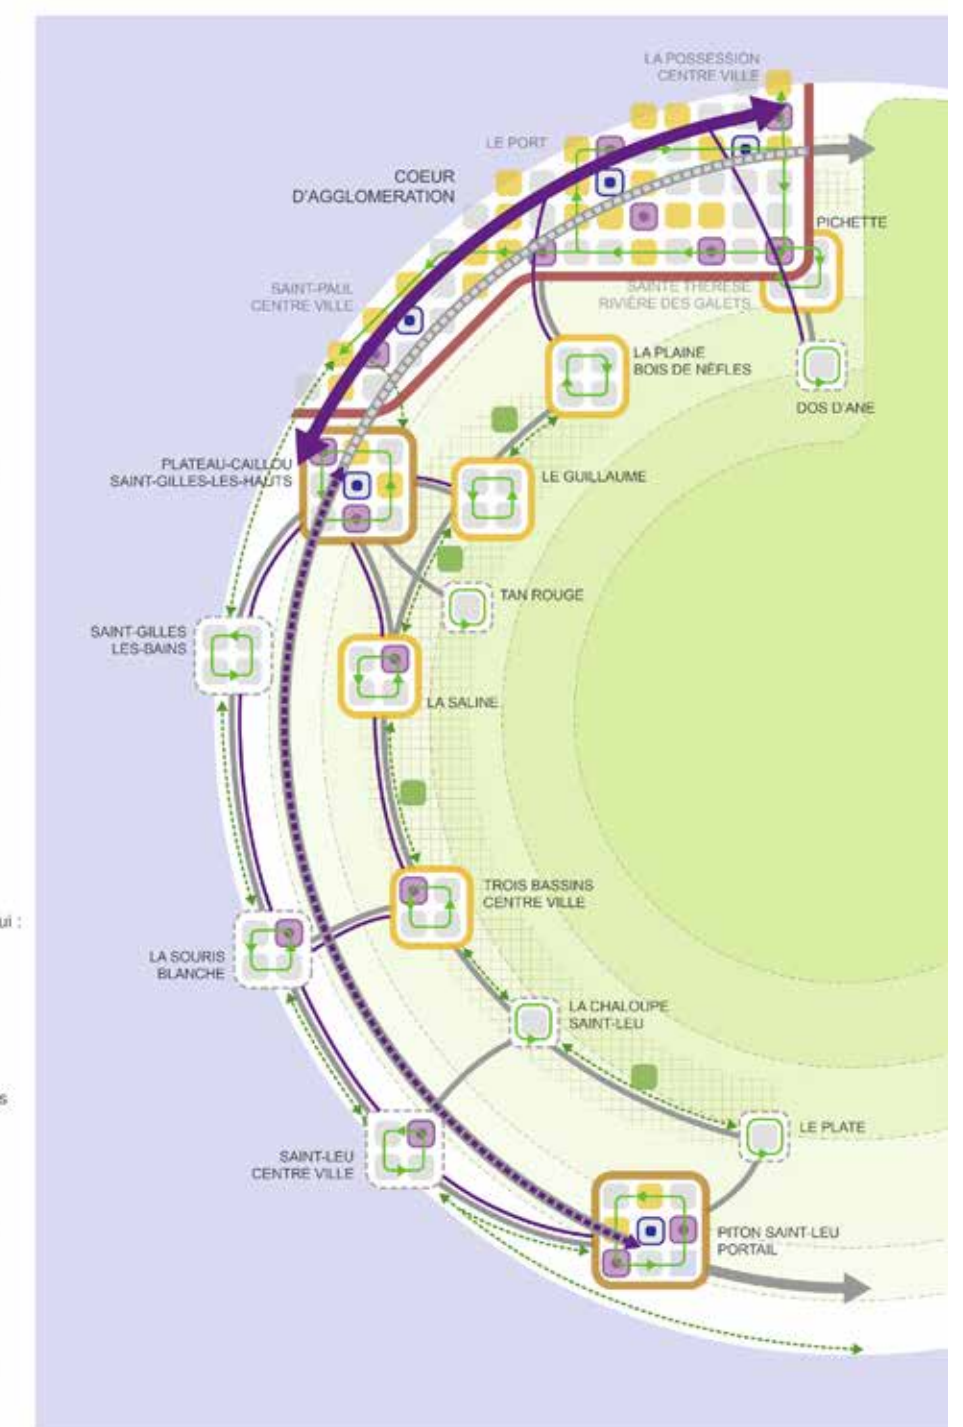 LA POSSESSION
CENTRE VILLE
LE PORT
COEUR
D'AGGLOMERATION
PICHETTE
SAINT-PAUL
CENTRE VILLE
SAINTE THERESE
RIVIÈRE DES GALETS
LA PLAINE
BOIS DE NÈFLES
DOS D'ANE
PLATEAU-CAILLOU
SAINT-GILLES-LES-HAUTS
LE GUILLAUME
TAN ROUGE
SAINT-GILLES
LES-BAINS
LA SALINE
TROIS BASSINS
CENTRE VILLE
ui :
LA SOURIS
BLANCHE
LA CHALOUPE
SAINT-LEU
s
LE PLATE
SAINT-LEU
CENTRE VILLE
PITON SAINT-LEU
PORTAIL